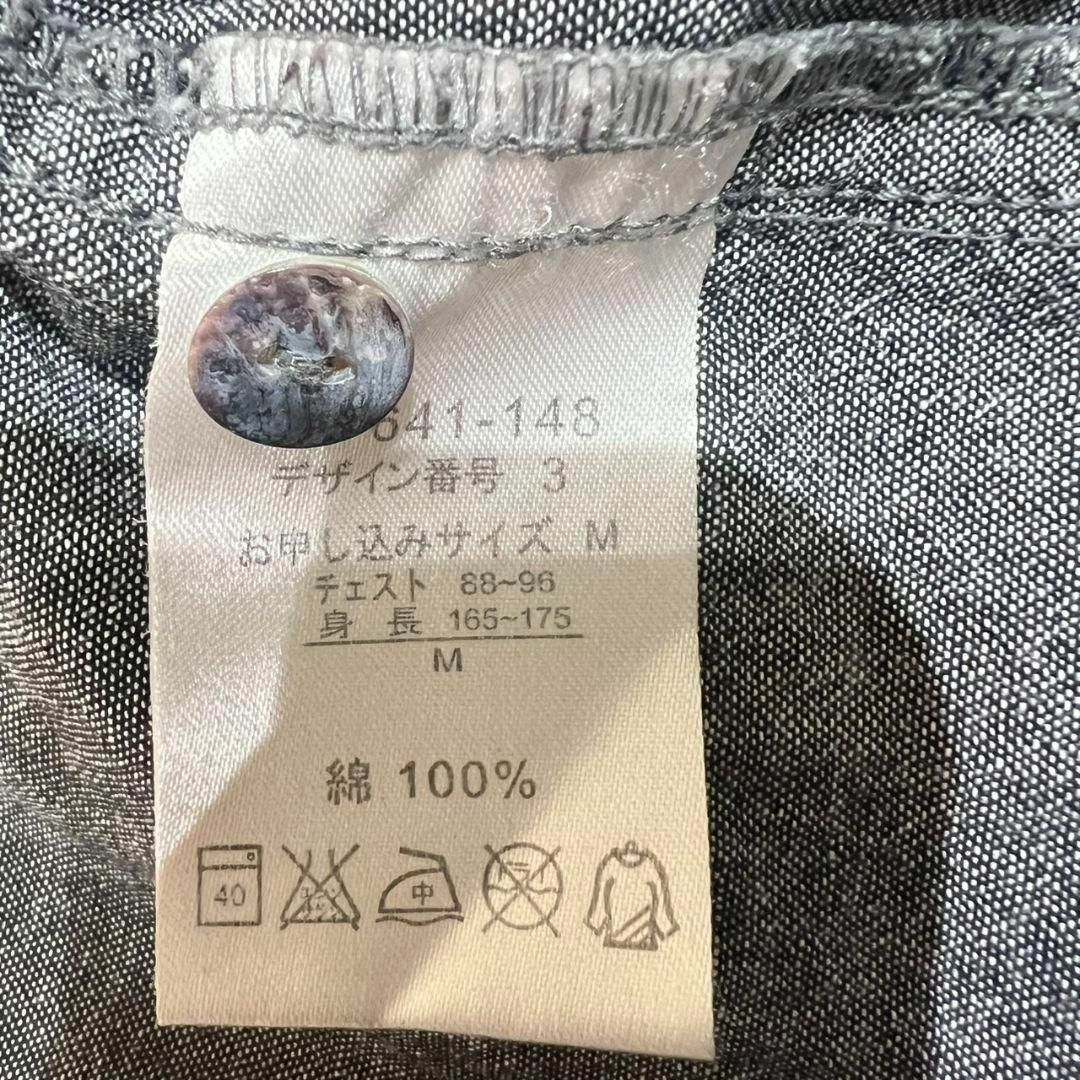 641-148
デザイン番号 3
お申し込みサイズ M
チェスト 88~96
身長 165~175
M
綿 100%
40 中